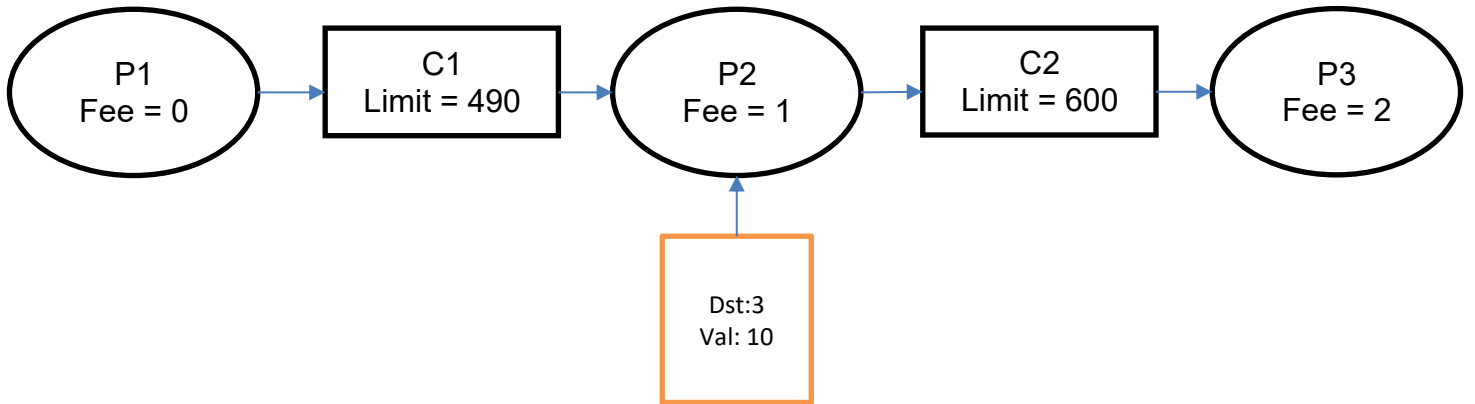 P1
Fee = 0
C1
Limit = 490
P2
Fee = 1
C2
Limit = 600
P3
Fee = 2
Dst:3
Val: 10